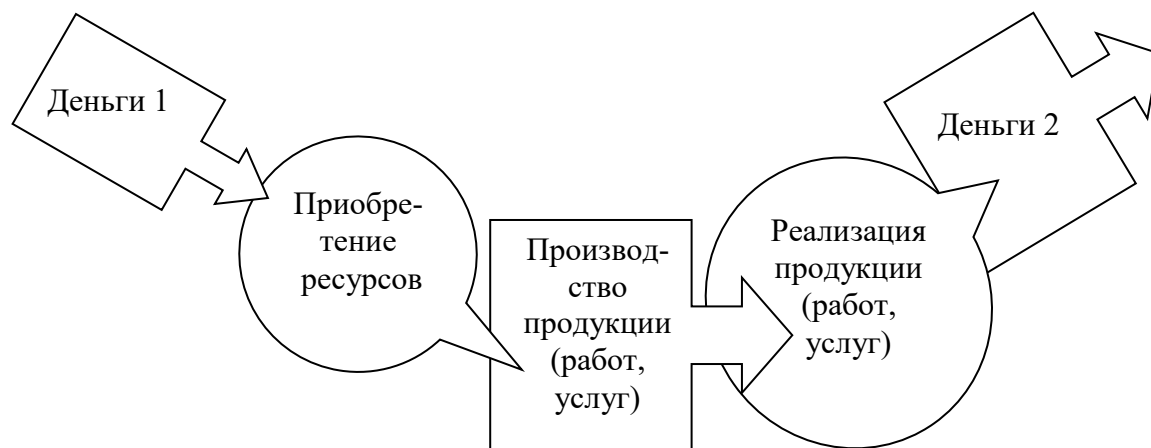 Деньги 1
Приобре-
тение
ресурсов
Производ-
ство
продукции
(работ,
услуг)
Реализация
продукции
(работ,
услуг)
Деньги 2